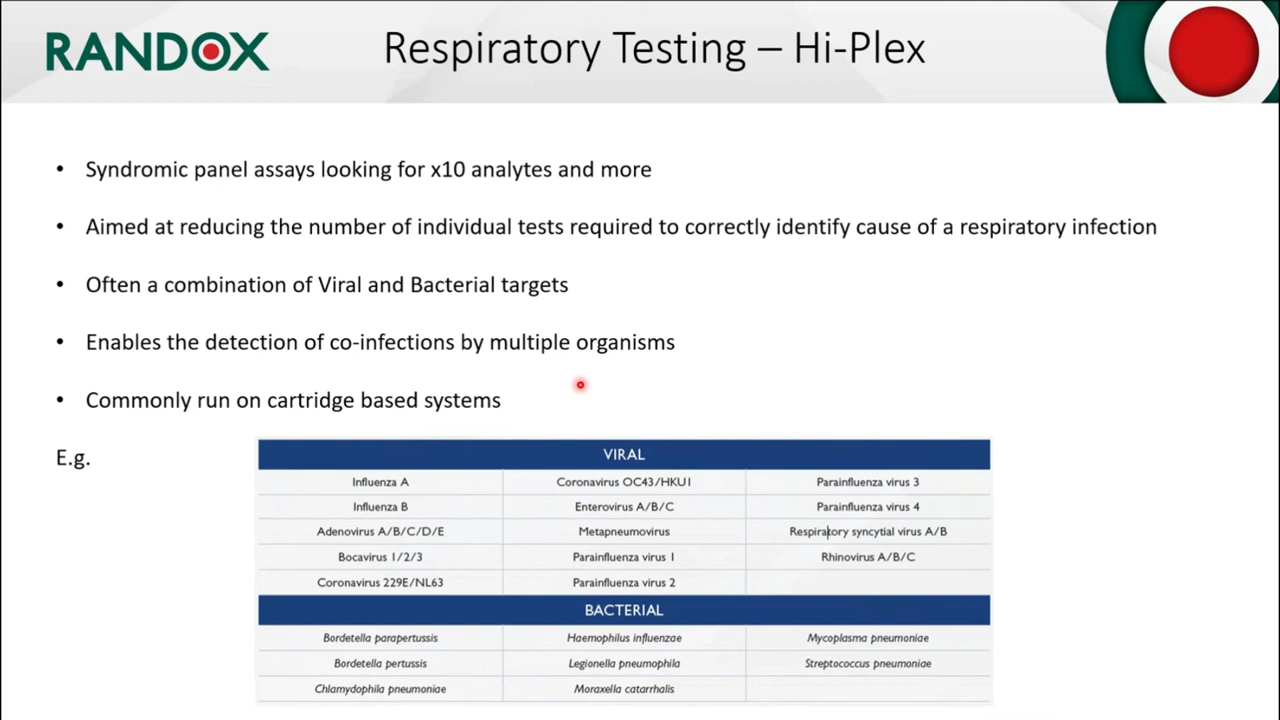 RANDOX
Respiratory Testing – Hi-Plex
• Syndromic panel assays looking for x10 analytes and more
• Aimed at reducing the number of individual tests required to correctly identify cause of a respiratory infection
• Often a combination of Viral and Bacterial targets
• Enables the detection of co-infections by multiple organisms
• Commonly run on cartridge based systems
E.g.
VIRAL
Influenza A Coronavirus OC43/HKU1 Parainfluenza virus 3
Influenza B Enterovirus A/B/C Parainfluenza virus 4
Adenovirus A/B/C/D/E Metapneumovirus Respiratory syncytial virus A/B
Bocavirus 1/2/3 Parainfluenza virus 1 Rhinovirus A/B/C
Coronavirus 229E/NL63 Parainfluenza virus 2
BACTERIAL
Bordetella parapertussis Haemophilus influenzae Mycoplasma pneumoniae
Bordetella pertussis Legionella pneumophila Streptococcus pneumoniae
Chlamydophila pneumoniae Moraxella catarrhalis